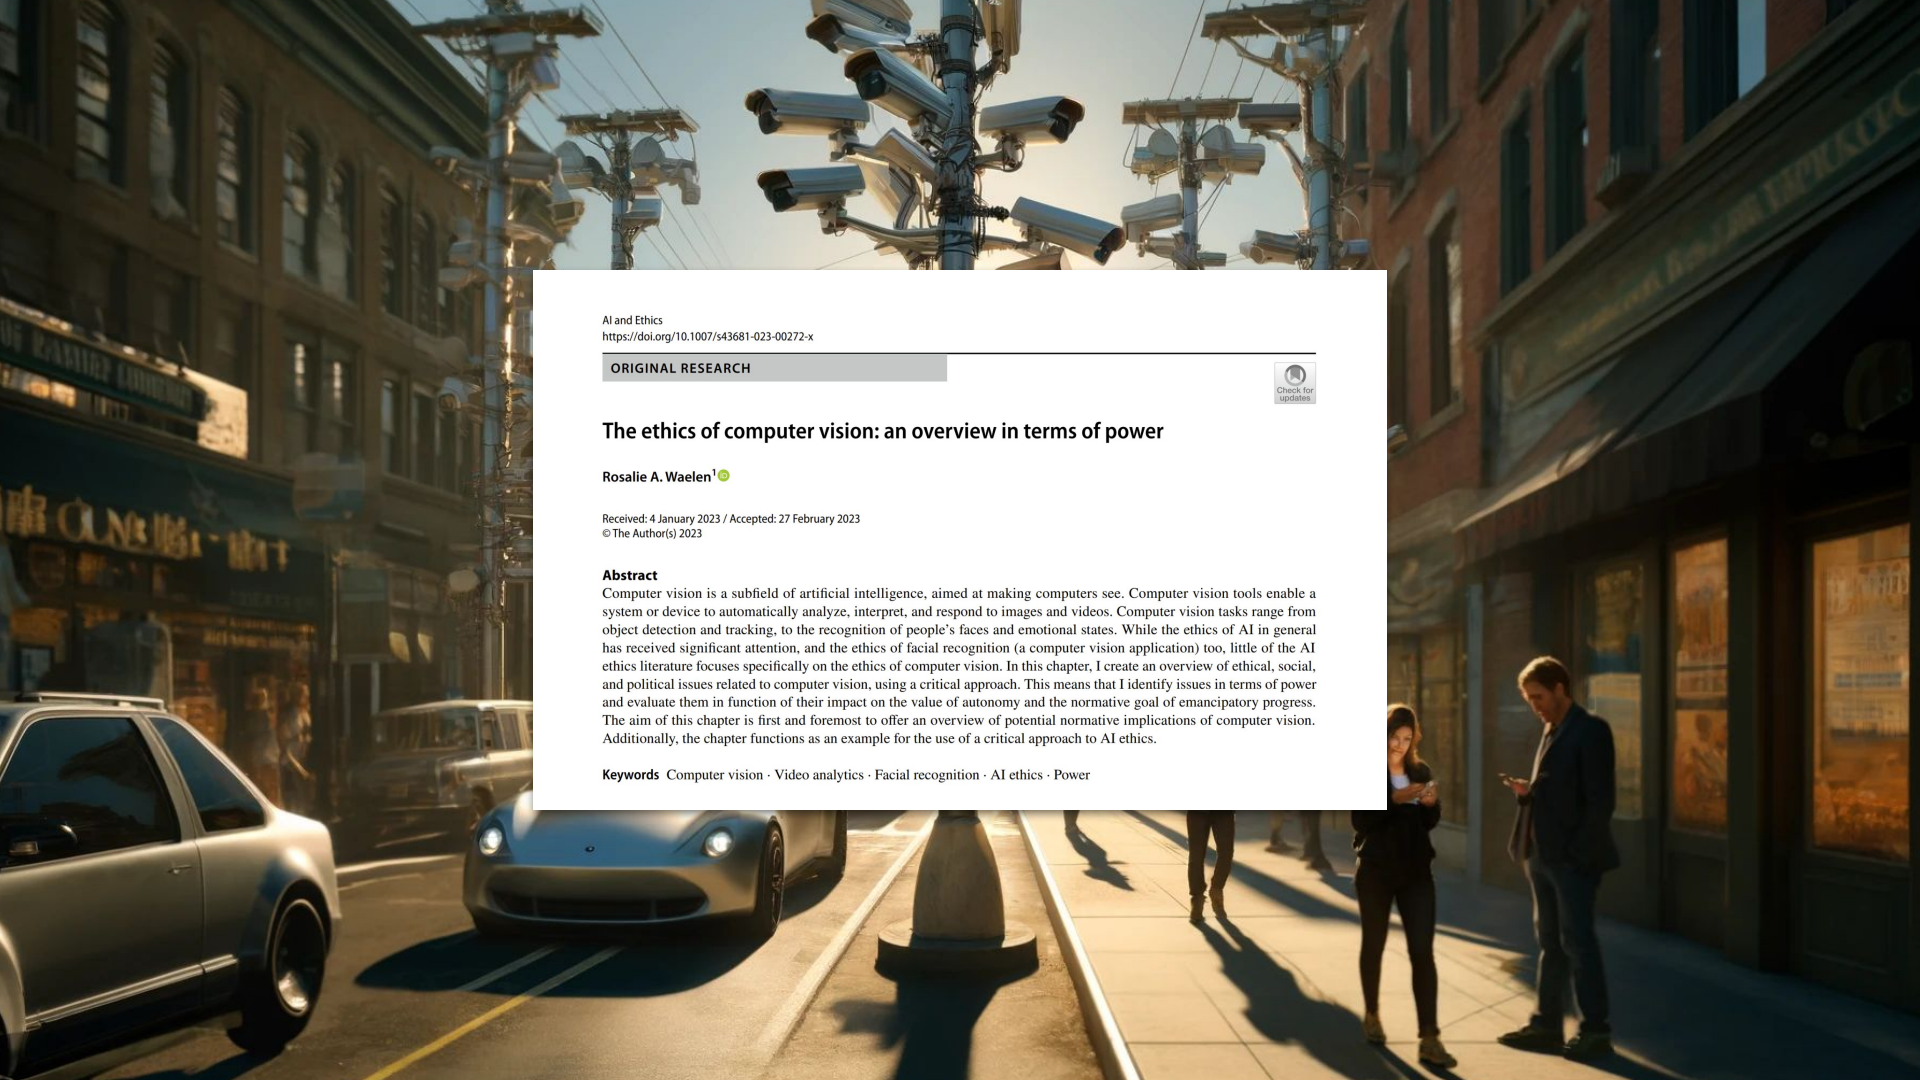 AI and Ethics
https://doi.org/10.1007/s43681-023-00272-x
ORIGINAL RESEARCH
Check for
updates
The ethics of computer vision: an overview in terms of power
Rosalie A. Waelen1
iD
Received: 4 January 2023 / Accepted: 27 February 2023
© The Author(s) 2023
Abstract
Computer vision is a subfield of artificial intelligence, aimed at making computers see. Computer vision tools enable a
system or device to automatically analyze, interpret, and respond to images and videos. Computer vision tasks range from
object detection and tracking, to the recognition of people’s faces and emotional states. While the ethics of AI in general
has received significant attention, and the ethics of facial recognition (a computer vision application) too, little of the AI
ethics literature focuses specifically on the ethics of computer vision. In this chapter, I create an overview of ethical, social,
and political issues related to computer vision, using a critical approach. This means that I identify issues in terms of power
and evaluate them in function of their impact on the value of autonomy and the normative goal of emancipatory progress.
The aim of this chapter is first and foremost to offer an overview of potential normative implications of computer vision.
Additionally, the chapter functions as an example for the use of a critical approach to AI ethics.
Keywords Computer vision · Video analytics · Facial recognition · AI ethics · Power